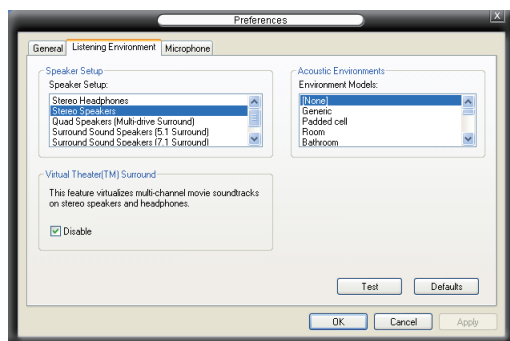 Preferences
X
General
Listening Environment
Microphone
Speaker Setup
Speaker Setup:
Stereo Headphones
Stereo Speakers
Quad Speakers (Multi-drive Surround)
Surround Sound Speakers (5.1 Surround)
Surround Sound Speakers (7.1 Surround)
Acoustic Environments
Environment Models:
[None]
Generic
Padded cell
Room
Bathroom
Virtual Theater(TM) Surround
This feature virtualizes multi-channel movie soundtracks
on stereo speakers and headphones.
Disable
Test
Defaults
OK
Cancel
Apply